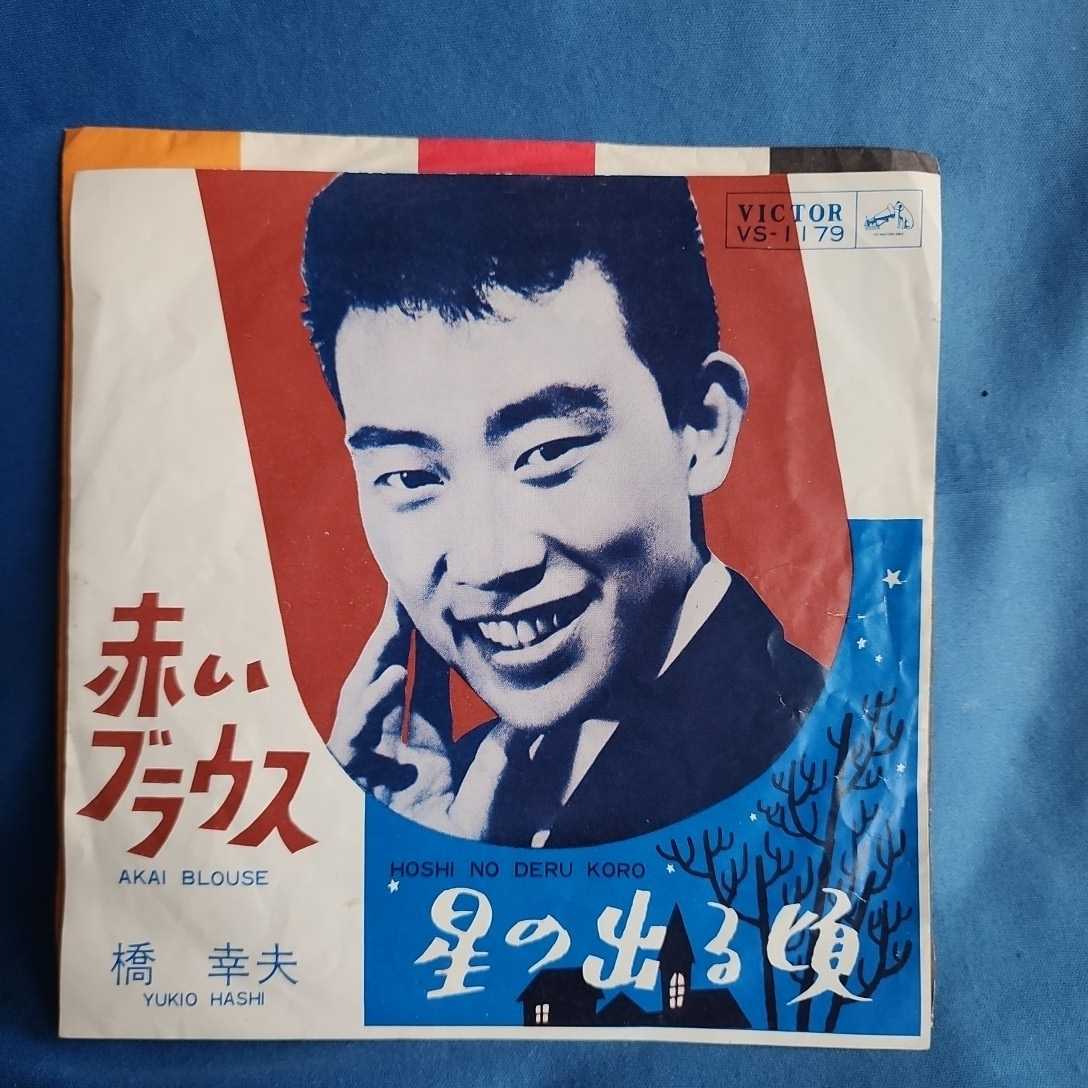 VICTOR
VS-1179
赤い
ブラウス
AKAI BLOUSE
橋 幸夫
YUKIO HASHI
HOSHI NO DERU KORO
星の出る頃